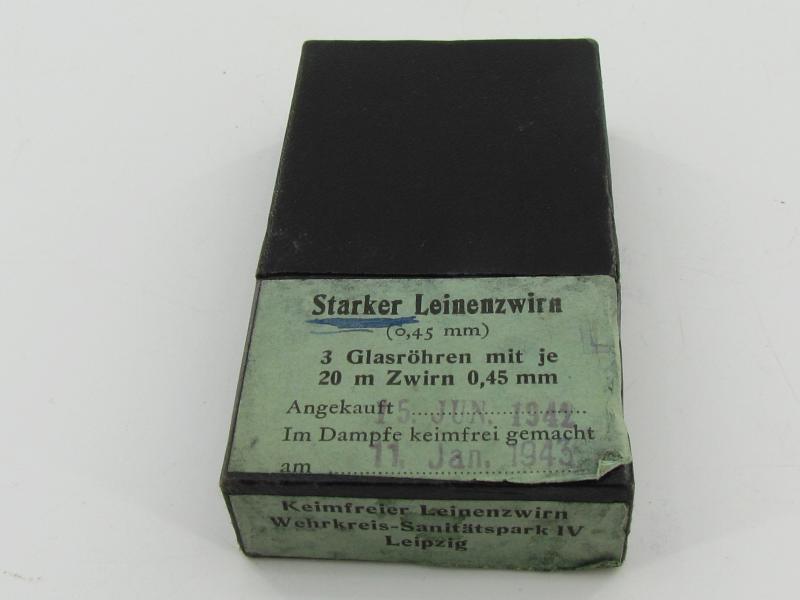 Starker Leinenzwirn
(0,45 mm)
3 Glasröhren mit je
20 m Zwirn 0,45 mm
Angekauft 15. JUN. 1942
Im Dampfe keimfrei gemacht
am 11. Jan. 1943
Keimfreier Leinenzwirn
Wehrkreis-Sanitätspark IV
Leipzig